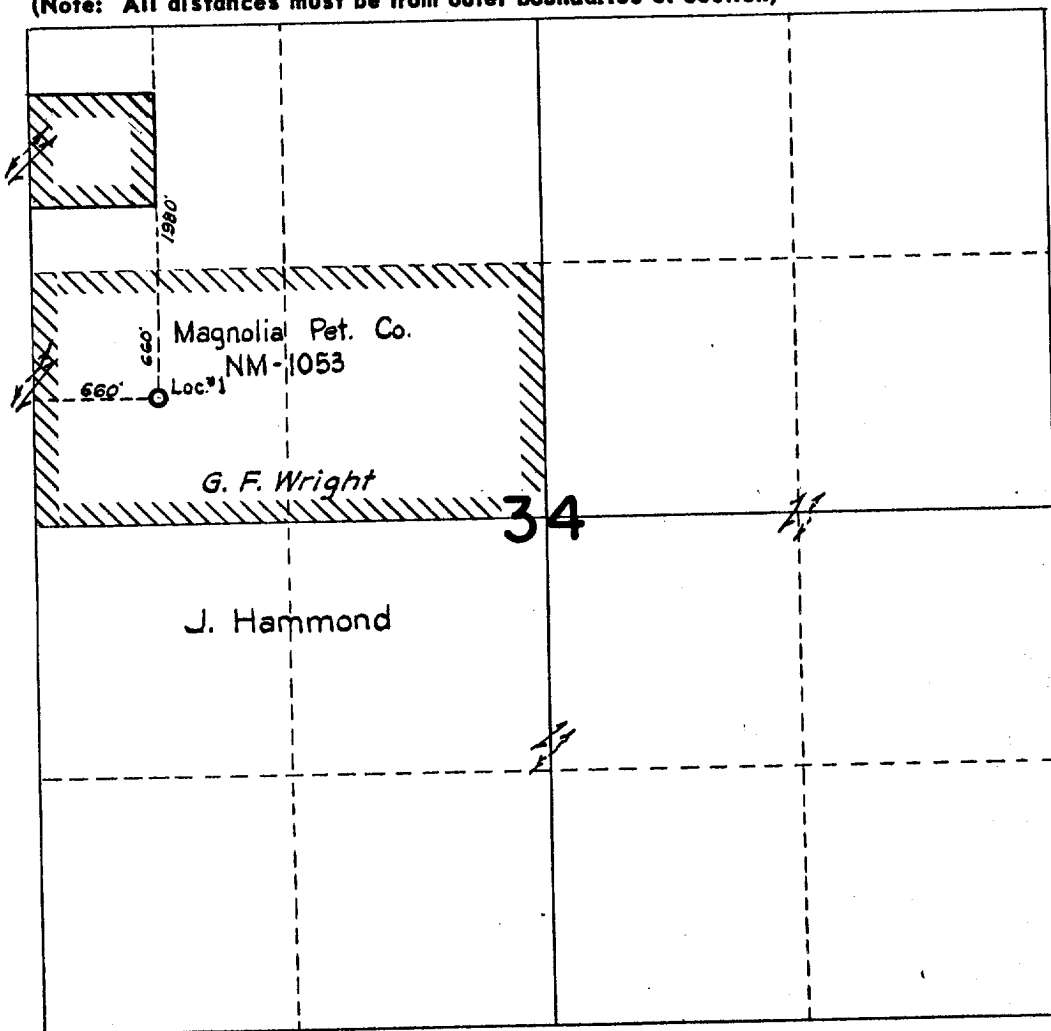 (Note: All distances must be from outer boundaries of Section)
1980'
660'
Magnolia Pet. Co.
NM-1053
660'
Loc.#1
G. F. Wright
34
J. Hammond